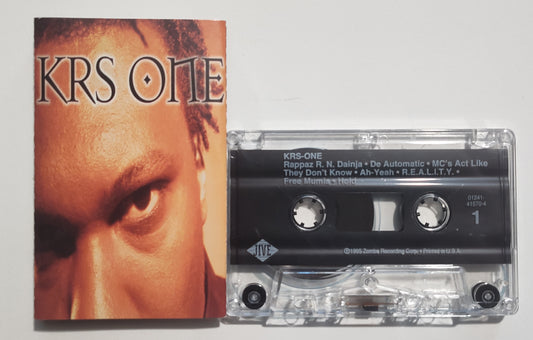 KRS ONE
KRS-ONE
Rappaz R. N. Dainja • De Automatic • MC's Act Like
They Don't Know • Ah-Yeah • R.E.A.L.I.T.Y. •
Free Mumia • Hold
01241-
41570-4
1
JIVE
©1995 Zomba Recording Corp. • Printed in U.S.A.